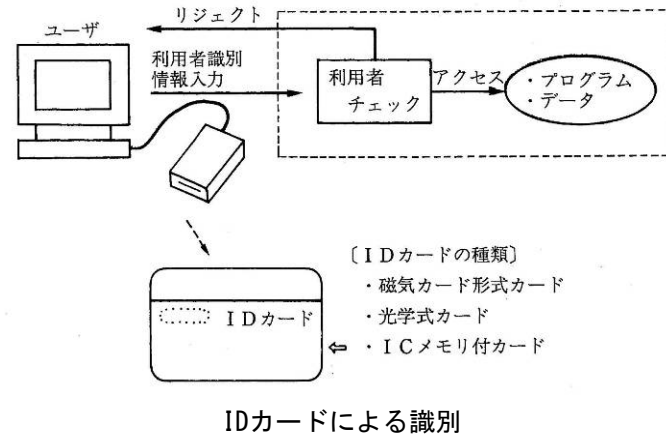 リジェクト
ユーザ
利用者識別
情報入力
利用者
チェック
アクセス
・プログラム
・データ
〔IDカードの種類〕
・磁気カード形式カード
・光学式カード
IDカード
⇦ ・ICメモリ付カード
IDカードによる識別